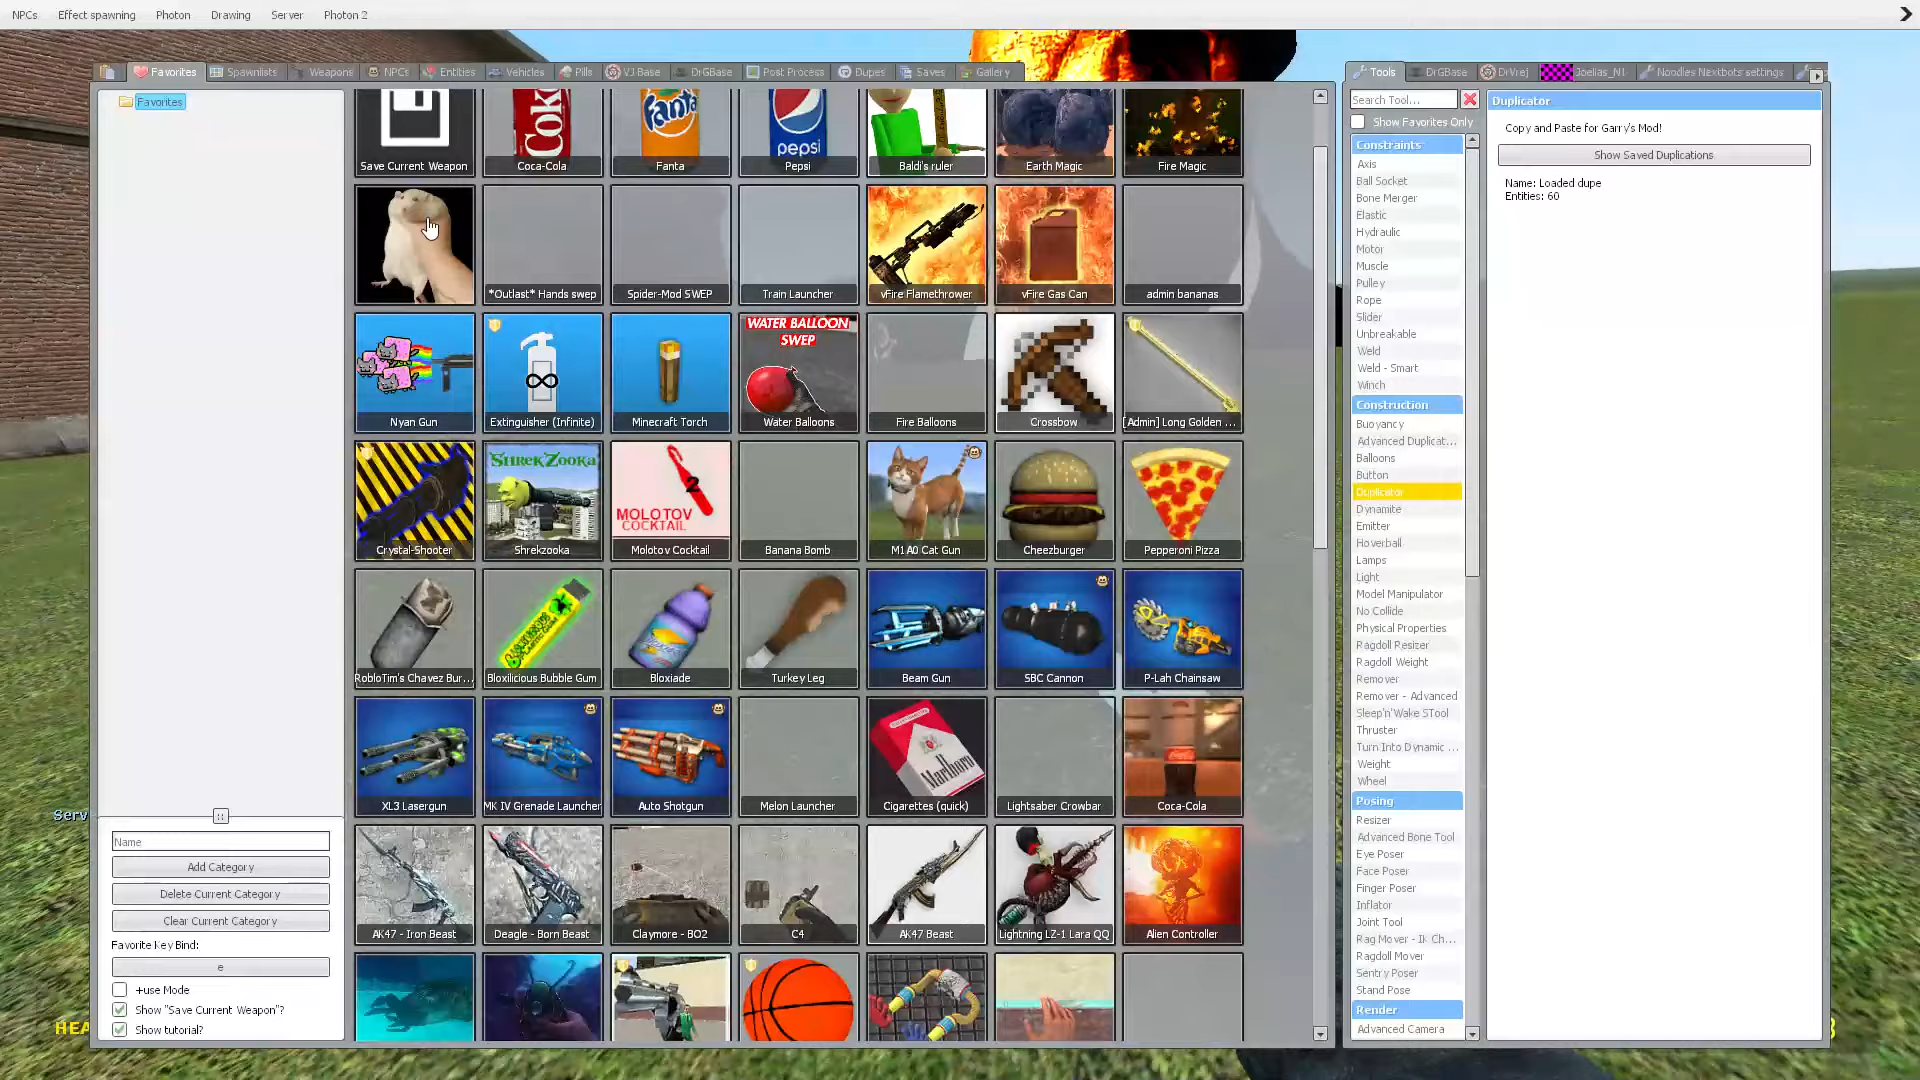 NPCs Effect spawning Photon Drawing Server Photon 2
Favorites Spawnlists Weapons NPCs Entities Vehicles Pills VJ Base DrGBase Post Process Dupes Saves Gallery
Favorites
Save Current Weapon
Coca-Cola
Fanta
Pepsi
Baldi's ruler
Earth Magic
Fire Magic
*Outlast* Hands swep
Spider-Mod SWEP
Train Launcher
vFire Flamethrower
vFire Gas Can
admin bananas
Nyan Gun
Extinguisher (Infinite)
Minecraft Torch
WATER BALLOON
SWEP
Water Balloons
Fire Balloons
Crossbow
[Admin] Long Golden ...
Crystal-Shooter
SHREKZOOKA
Shrekzooka
2
MOLOTOV
COCKTAIL
Molotov Cocktail
Banana Bomb
M1A0 Cat Gun
Cheezburger
Pepperoni Pizza
RobloTim's Chavez Bur...
Bloxilicious Bubble Gum
Bloxiade
Turkey Leg
Beam Gun
SBC Cannon
P-Lah Chainsaw
XL3 Lasergun
MK IV Grenade Launcher
Auto Shotgun
Melon Launcher
Marlboro
Cigarettes (quick)
Lightsaber Crowbar
Coca-Cola
AK47 - Iron Beast
Deagle - Born Beast
Claymore - BO2
C4
AK47 Beast
Lightning LZ-1 Lara QQ
Alien Controller
Serv
HEA
Name
Add Category
Delete Current Category
Clear Current Category
Favorite Key Bind:
e
+use Mode
Show "Save Current Weapon"?
Show tutorial?
Tools DrGBase DrVrej Joelias_N1 Noodles Nextbots settings
Search Tool...
Show Favorites Only
Constraints
Axis
Ball Socket
Bone Merger
Elastic
Hydraulic
Motor
Muscle
Pulley
Rope
Slider
Unbreakable
Weld
Weld - Smart
Winch
Construction
Buoyancy
Advanced Duplicat...
Balloons
Button
Duplicator
Dynamite
Emitter
Hoverball
Lamps
Light
Model Manipulator
No Collide
Physical Properties
Ragdoll Resizer
Ragdoll Weight
Remover
Remover - Advanced
Sleep'n'Wake STool
Thruster
Turn Into Dynamic ...
Weight
Wheel
Posing
Resizer
Advanced Bone Tool
Eye Poser
Face Poser
Finger Poser
Inflator
Joint Tool
Rag Mover - IK Ch...
Ragdoll Mover
Sentry Poser
Stand Pose
Render
Advanced Camera
Duplicator
Copy and Paste for Garry's Mod!
Show Saved Duplications
Name: Loaded dupe
Entities: 60